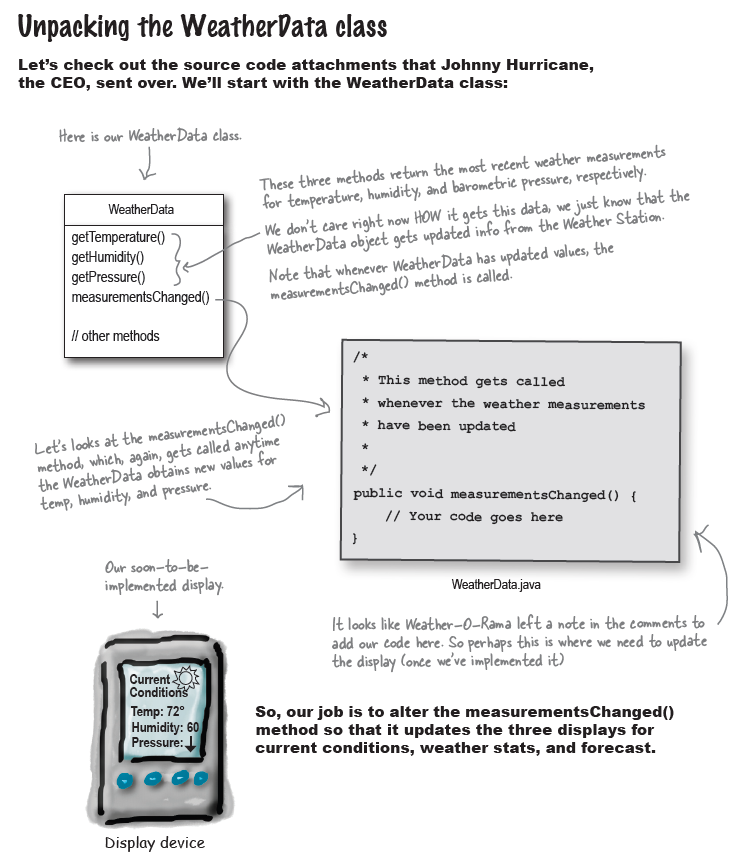 Unpacking the WeatherData class
Let's check out the source code attachments that Johnny Hurricane,
the CEO, sent over. We'll start with the WeatherData class:
Here is our WeatherData class.
These three methods return the most recent weather measurements
for temperature, humidity, and barometric pressure, respectively.
We don't care right now HOW it gets this data, we just know that the
WeatherData object gets updated info from the Weather Station.
Note that whenever WeatherData has updated values, the
measurementsChanged() method is called.
WeatherData
getTemperature()
getHumidity()
getPressure()
measurementsChanged()
// other methods
/*
* This method gets called
* whenever the weather measurements
* have been updated
*
*/
public void measurementsChanged() {
// Your code goes here
}
WeatherData.java
Let's looks at the measurementsChanged()
method, which, again, gets called anytime
the WeatherData obtains new values for
temp, humidity, and pressure.
It looks like Weather-O-Rama left a note in the comments to
add our code here. So perhaps this is where we need to update
the display (once we've implemented it)
Our soon-to-be-
implemented display.
Current
Conditions
Temp: 72°
Humidity: 60
Pressure:
Display device
So, our job is to alter the measurementsChanged()
method so that it updates the three displays for
current conditions, weather stats, and forecast.